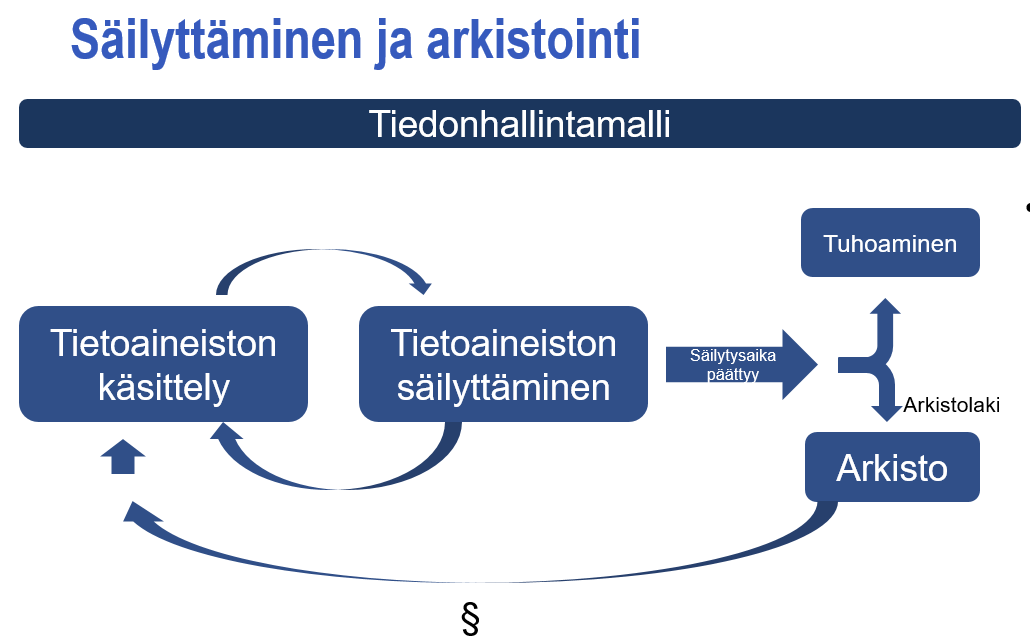 Säilyttäminen ja arkistointi
Tiedonhallintamalli
Tuhoaminen
Tietoaineiston
käsittely
Tietoaineiston
säilyttäminen
Säilytysaika
päättyy
Arkistolaki
Arkisto
§